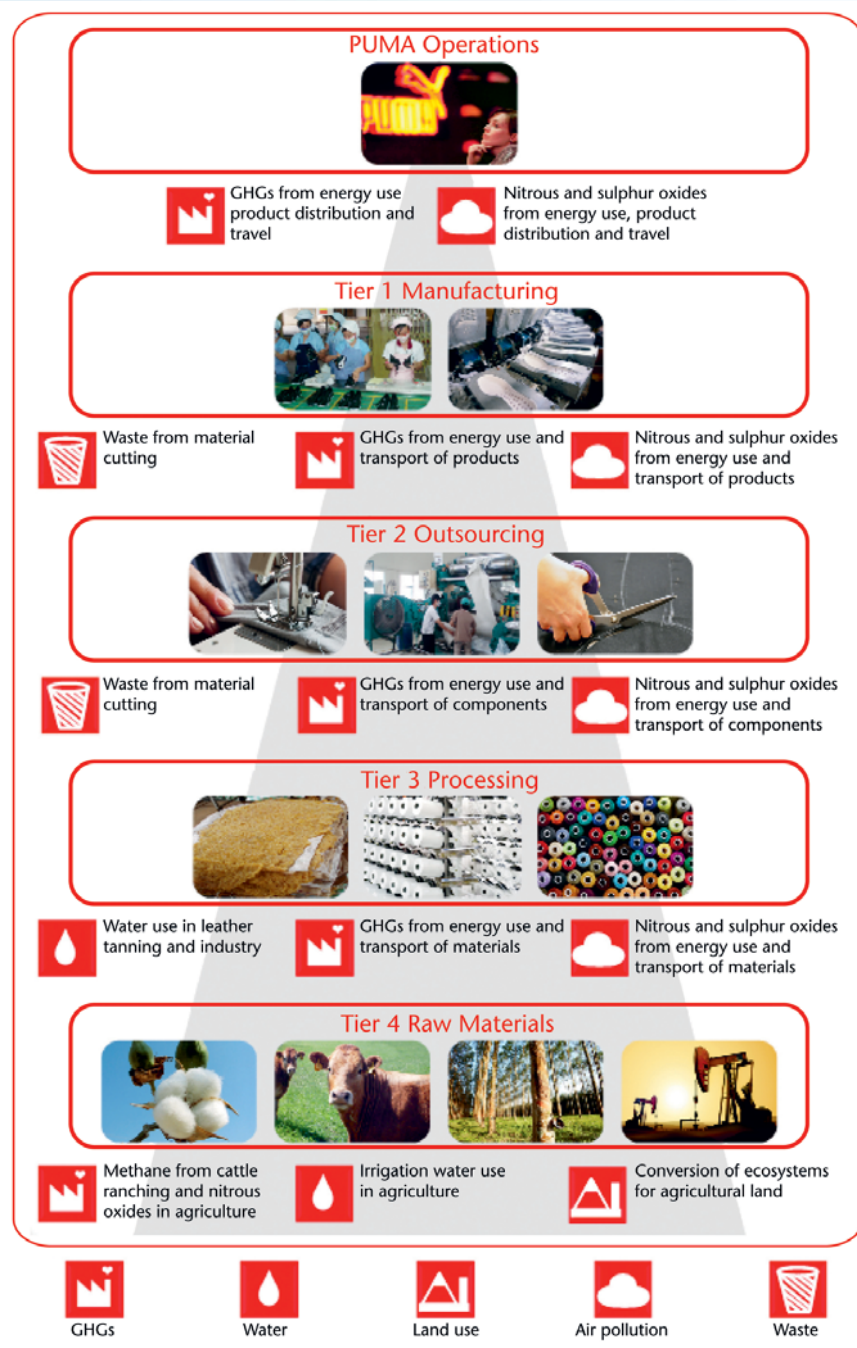 PUMA Operations
PUMA
GHGs from energy use
product distribution and
travel
Nitrous and sulphur oxides
from energy use, product
distribution and travel
Tier 1 Manufacturing
Waste from material
cutting
GHGs from energy use and
transport of products
Nitrous and sulphur oxides
from energy use and
transport of products
Tier 2 Outsourcing
Waste from material
cutting
GHGs from energy use and
transport of components
Nitrous and sulphur oxides
from energy use and
transport of components
Tier 3 Processing
Water use in leather
tanning and industry
GHGs from energy use and
transport of materials
Nitrous and sulphur oxides
from energy use and
transport of materials
Tier 4 Raw Materials
Methane from cattle
ranching and nitrous
oxides in agriculture
Irrigation water use
in agriculture
Conversion of ecosystems
for agricultural land
GHGs
Water
Land use
Air pollution
Waste